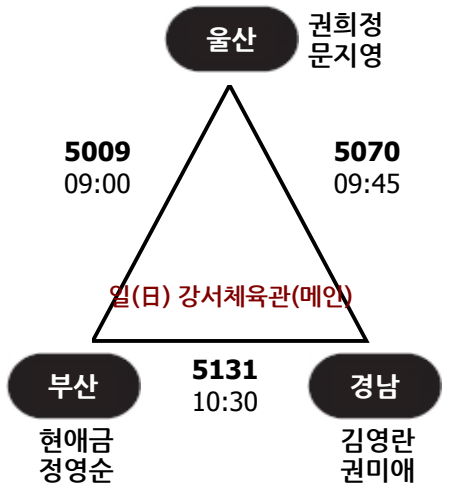 울산
권희정
문지영
5009
09:00
5070
09:45
일(日) 강서체육관(메인)
부산
5131
10:30
경남
현애금
정영순
김영란
권미애